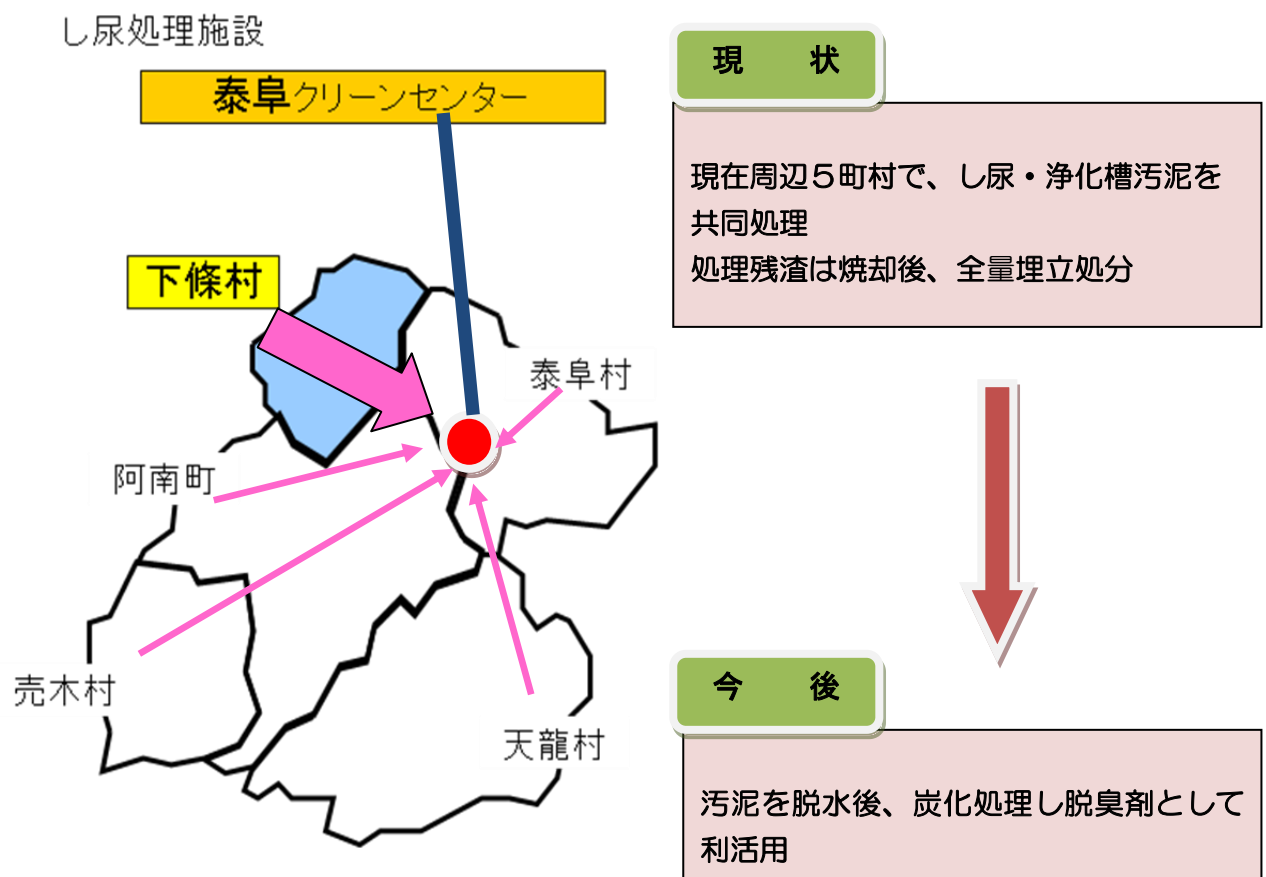 し尿処理施設
泰阜クリーンセンター
下條村
泰阜村
阿南町
売木村
天龍村
現 状
現在周辺５町村で、し尿・浄化槽汚泥を
共同処理
処理残渣は焼却後、全量埋立処分
今 後
汚泥を脱水後、炭化処理し脱臭剤として
利活用